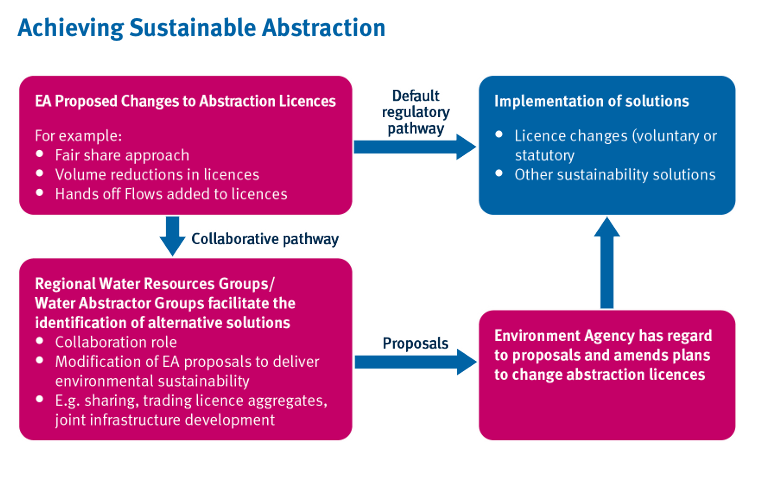 Achieving Sustainable Abstraction
EA Proposed Changes to Abstraction Licences
For example:
• Fair share approach
• Volume reductions in licences
• Hands off Flows added to licences
Default
regulatory
pathway
Implementation of solutions
• Licence changes (voluntary or
statutory
• Other sustainability solutions
Collaborative pathway
Regional Water Resources Groups/
Water Abstractor Groups facilitate the
identification of alternative solutions
• Collaboration role
• Modification of EA proposals to deliver
environmental sustainability
• E.g. sharing, trading licence aggregates,
joint infrastructure development
Proposals
Environment Agency has regard
to proposals and amends plans
to change abstraction licences